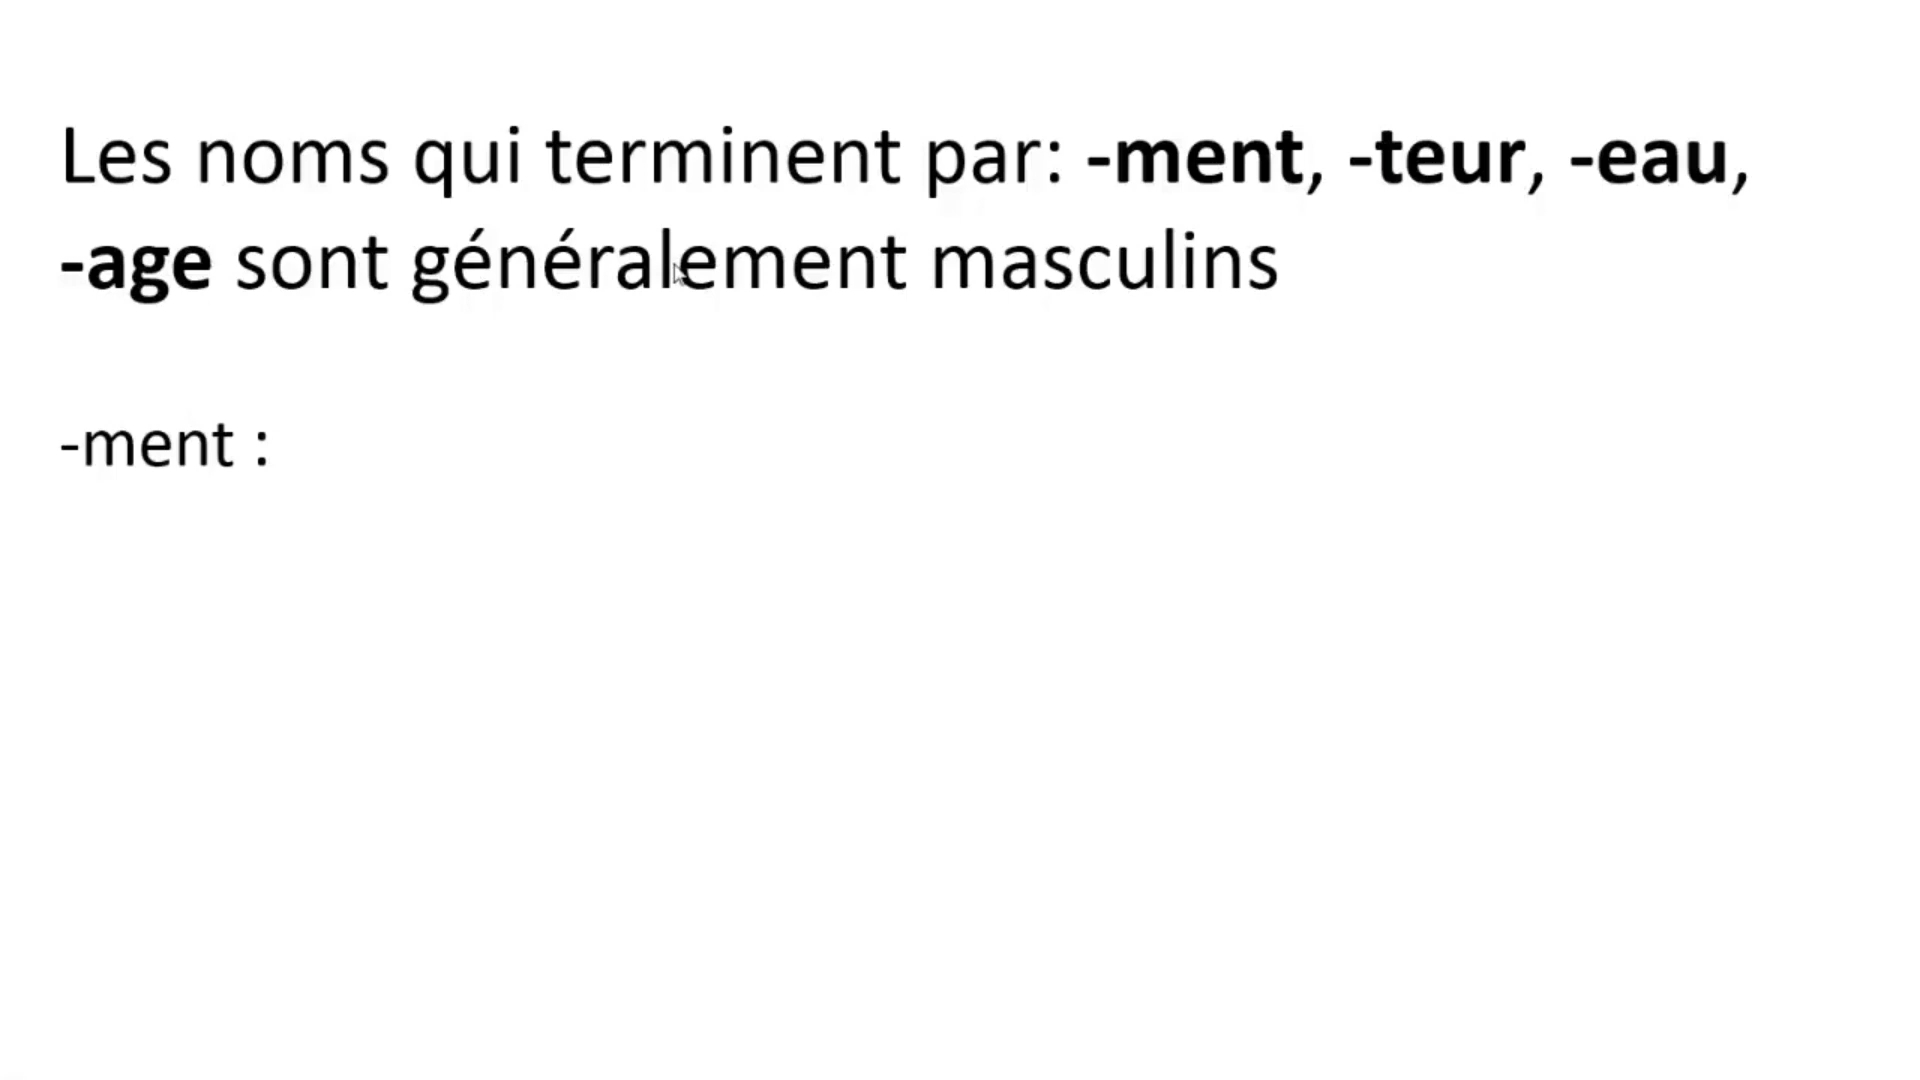 Les noms qui terminent par: -ment, -teur, -eau,
-age sont généralement masculins
-ment :